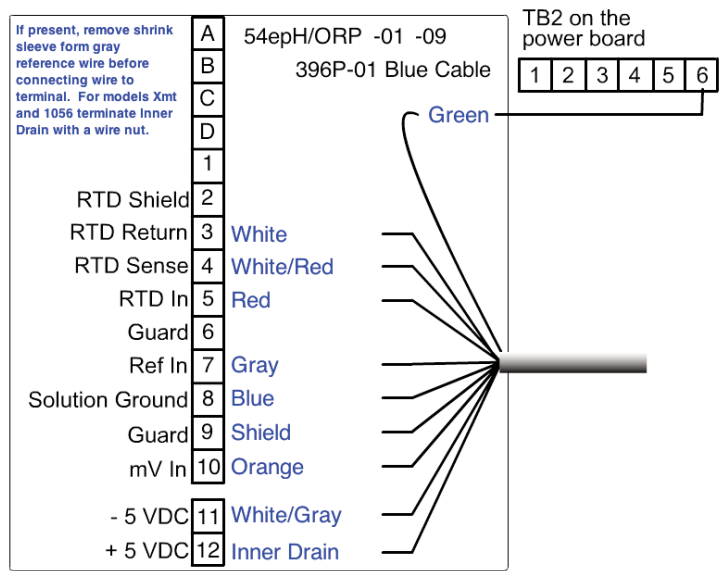 If present, remove shrink
sleeve form gray
reference wire before
connecting wire to
terminal. For models Xmt
and 1056 terminate Inner
Drain with a wire nut.
A
B
C
D
1
54epH/ORP -01 -09
396P-01 Blue Cable
TB2 on the
power board
1 2 3 4 5 6
Green
RTD Shield 2
RTD Return 3 White
RTD Sense 4 White/Red
RTD In 5 Red
Guard 6
Ref In 7 Gray
Solution Ground 8 Blue
Guard 9 Shield
mV In 10 Orange
- 5 VDC 11 White/Gray
+ 5 VDC 12 Inner Drain